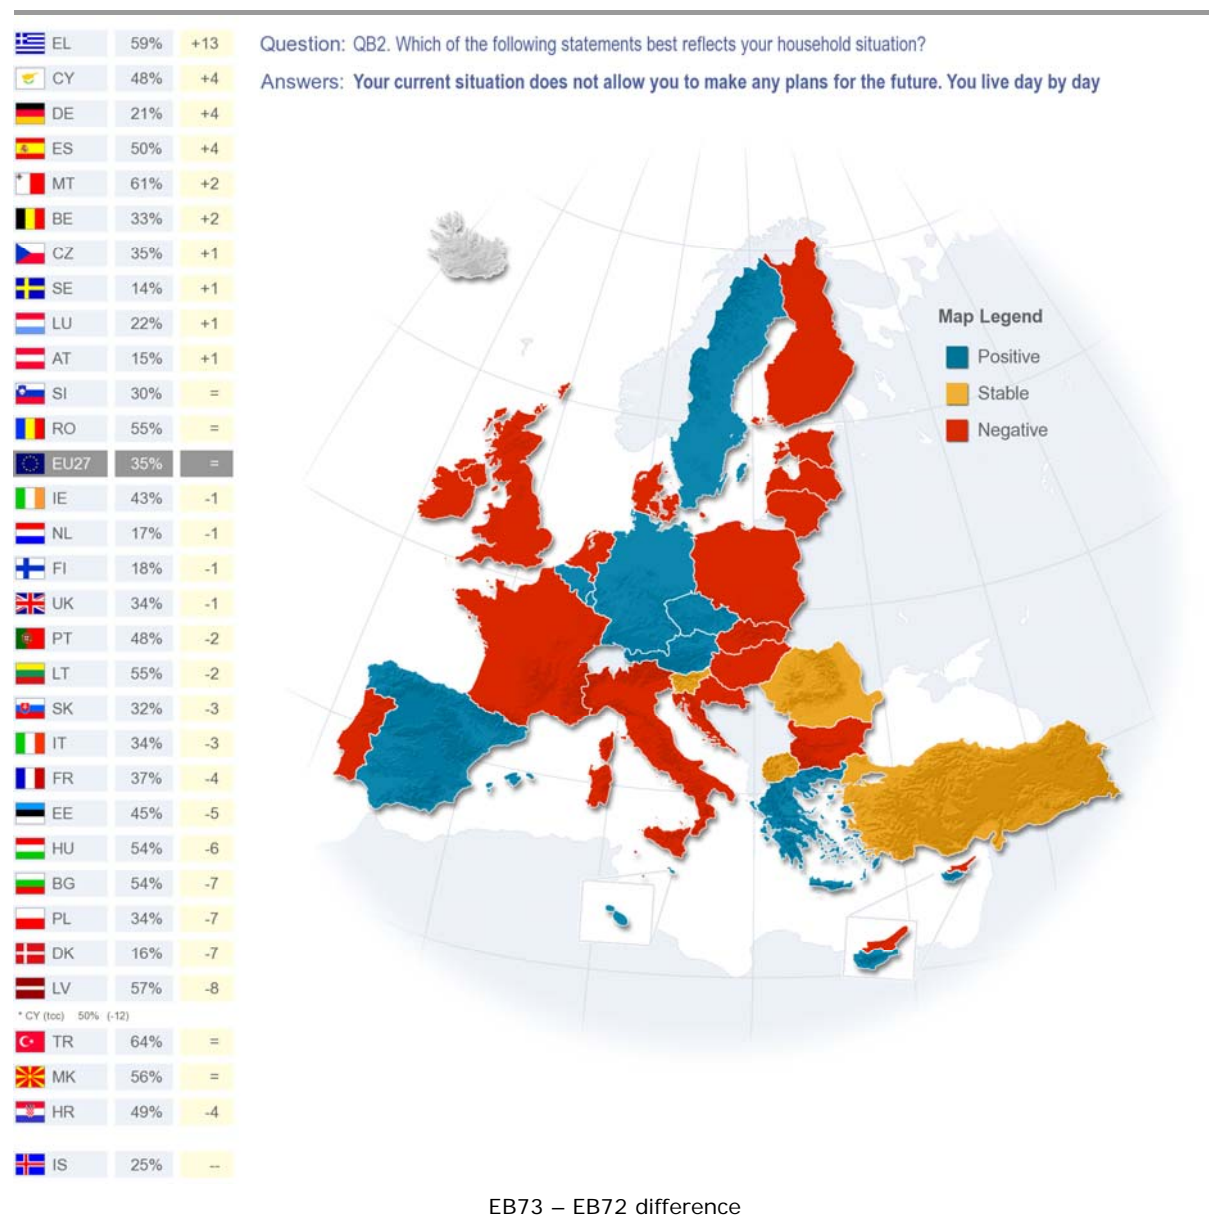 Question: QB2. Which of the following statements best reflects your household situation?
Answers: Your current situation does not allow you to make any plans for the future. You live day by day
EL 59% +13
CY 48% +4
DE 21% +4
ES 50% +4
MT 61% +2
BE 33% +2
CZ 35% +1
SE 14% +1
LU 22% +1
AT 15% +1
SI 30% =
RO 55% =
EU27 35% =
IE 43% -1
NL 17% -1
FI 18% -1
UK 34% -1
PT 48% -2
LT 55% -2
SK 32% -3
IT 34% -3
FR 37% -4
EE 45% -5
HU 54% -6
BG 54% -7
PL 34% -7
DK 16% -7
LV 57% -8
* CY (tcc) 50% (-12)
TR 64% =
MK 56% =
HR 49% -4
IS 25% --
Map Legend
Positive
Stable
Negative
EB73 – EB72 difference